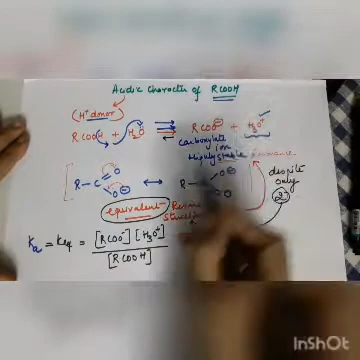 Acidic Character of RCOOH
(H⁺ donor)
RCOOH + H₂O ⇌ RCOO⊖ + H₃O⁺
Carboxylate
ion
Highly stable
R – C O O⊖ ↔ R – O⊖ O
despite
only
2
equivalent
Kₐ = Keq = [RCOO⁻] [H₃O⁺] / [RCOOH]
InShOt